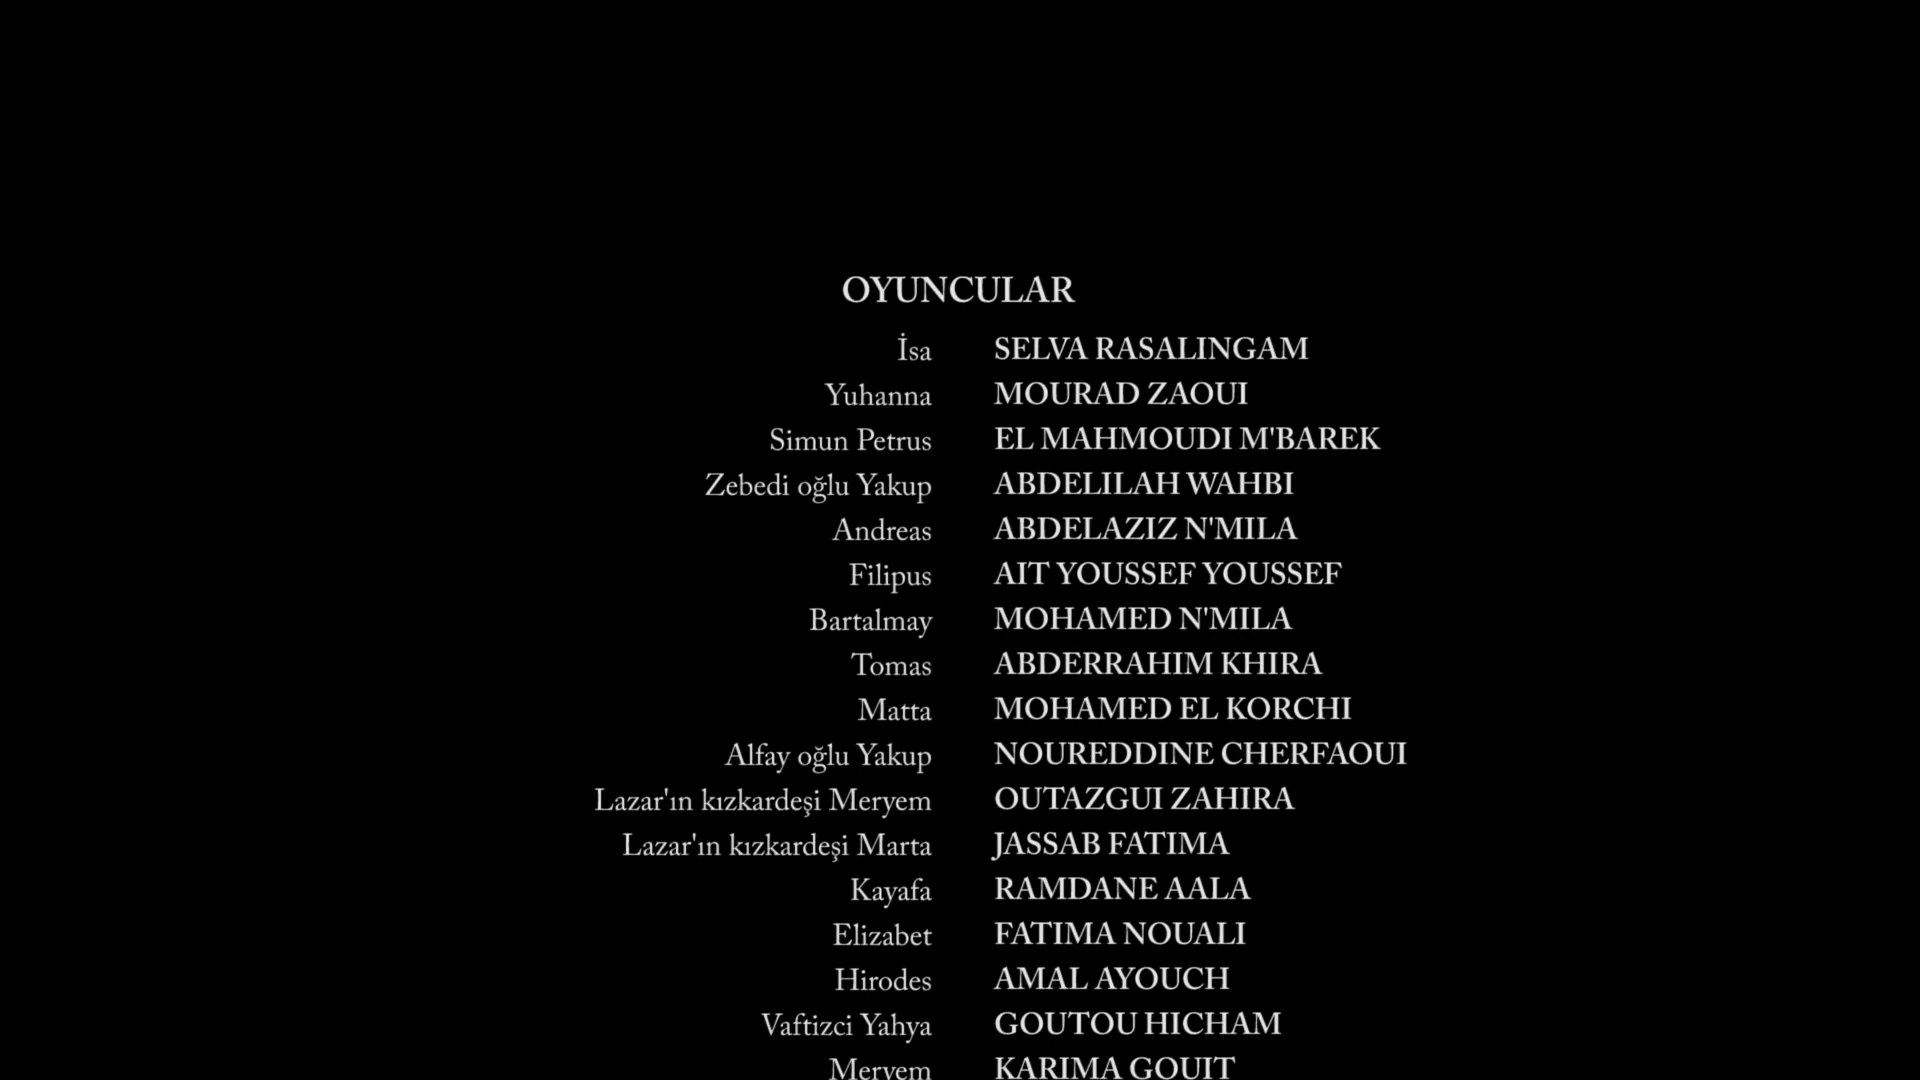 OYUNCULAR
İsa SELVA RASALINGAM
Yuhanna MOURAD ZAOUI
Simun Petrus EL MAHMOUDI M'BAREK
Zebedi oğlu Yakup ABDELILAH WAHBI
Andreas ABDELAZIZ N'MILA
Filipus AIT YOUSSEF YOUSSEF
Bartalmay MOHAMED N'MILA
Tomas ABDERRAHIM KHIRA
Matta MOHAMED EL KORCHI
Alfay oğlu Yakup NOUREDDINE CHERFAOUI
Lazar'ın kızkardeşi Meryem OUTAZGUI ZAHIRA
Lazar'ın kızkardeşi Marta JASSAB FATIMA
Kayafa RAMDANE AALA
Elizabet FATIMA NOUALI
Hirodes AMAL AYOUCH
Vaftizci Yahya GOUTOU HICHAM
Meryem KARIMA GOUIT